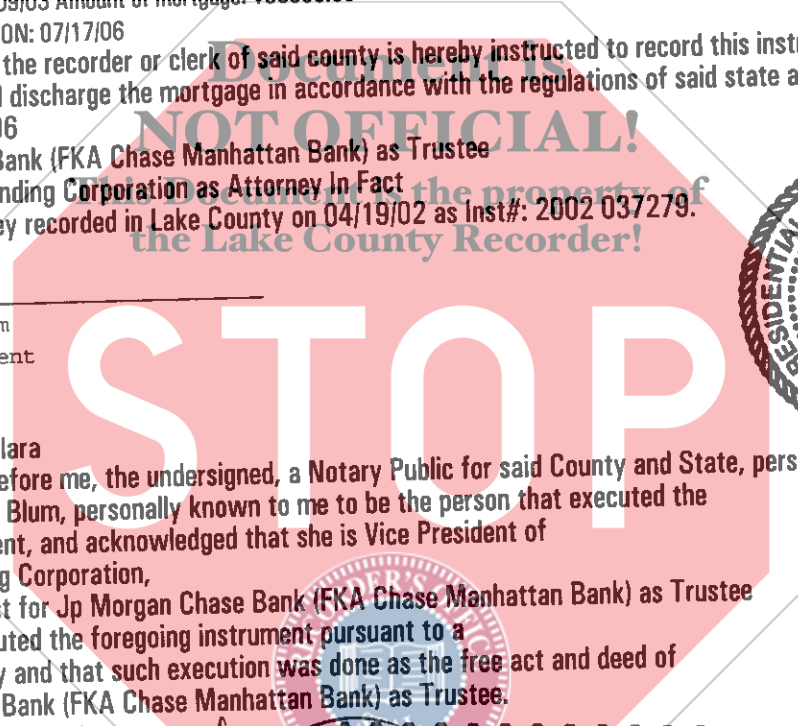 09/03 Amount of mortgage:
ON: 07/17/06
the recorder or clerk of said county is hereby instructed to record this instr
discharge the mortgage in accordance with the regulations of said state a
06
Document is
NOT OFFICIAL!
This Document is the property of
the Lake County Recorder!
Bank (FKA Chase Manhattan Bank) as Trustee
nding Corporation as Attorney In Fact
ey recorded in Lake County on 04/19/02 as Inst#: 2002 037279.
RESIDENTIAL
STOP
m
ent
lara
efore me, the undersigned, a Notary Public for said County and State, pers
Blum, personally known to me to be the person that executed the
ent, and acknowledged that she is Vice President of
g Corporation,
t for Jp Morgan Chase Bank (FKA Chase Manhattan Bank) as Trustee
uted the foregoing instrument pursuant to a
y and that such execution was done as the free act and deed of
Bank (FKA Chase Manhattan Bank) as Trustee.